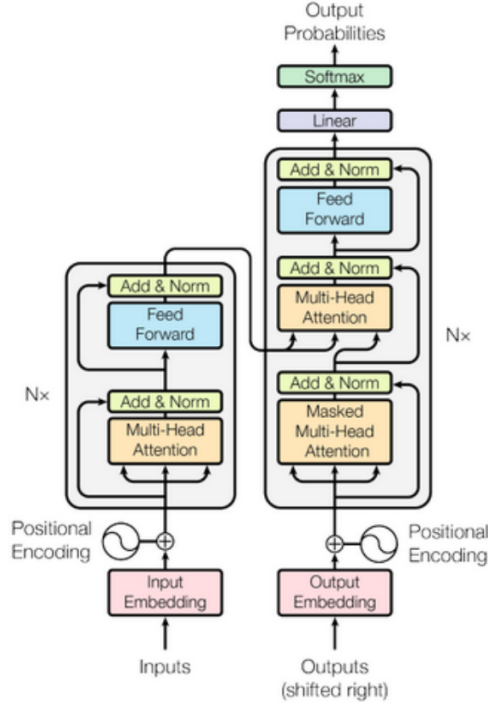 Output
Probabilities
Softmax
Linear
Add & Norm
Feed
Forward
Add & Norm
Multi-Head
Attention
Add & Norm
Masked
Multi-Head
Attention
N×
Add & Norm
Feed
Forward
Add & Norm
Multi-Head
Attention
N×
Positional
Encoding
Positional
Encoding
Input
Embedding
Output
Embedding
Inputs
Outputs
(shifted right)